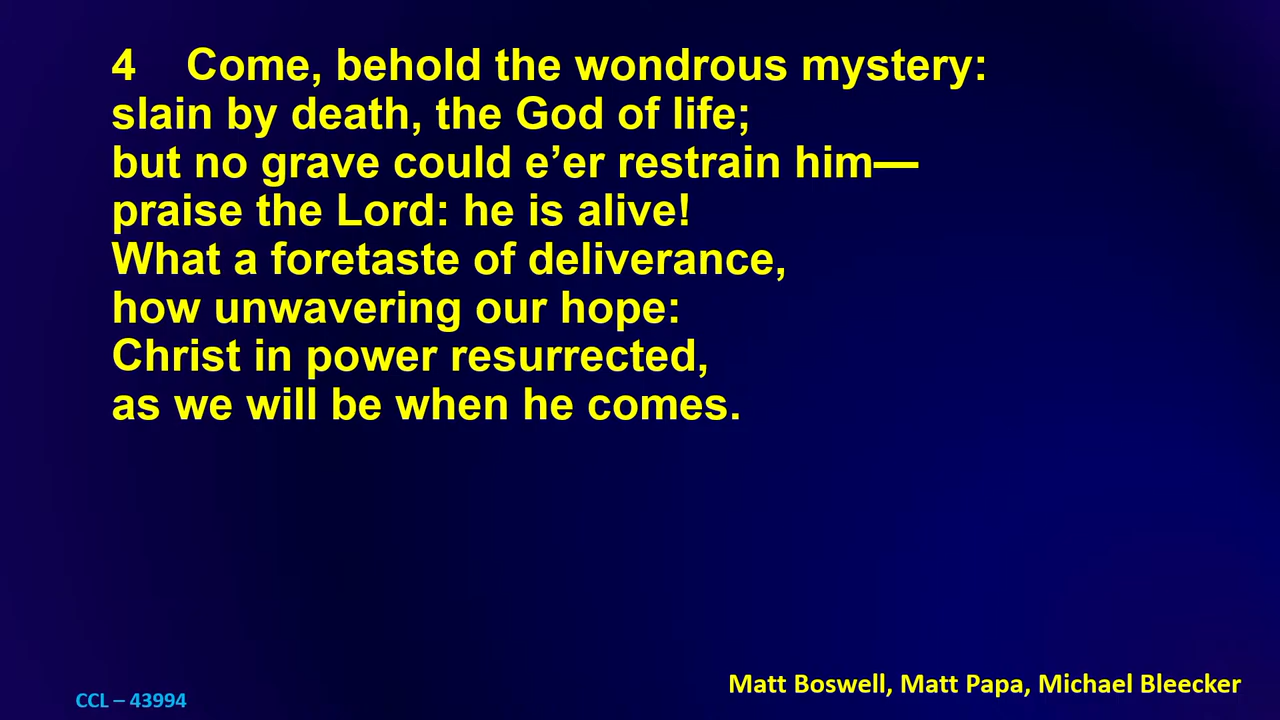 4 Come, behold the wondrous mystery:
slain by death, the God of life;
but no grave could e’er restrain him—
praise the Lord: he is alive!
What a foretaste of deliverance,
how unwavering our hope:
Christ in power resurrected,
as we will be when he comes.
CCL – 43994
Matt Boswell, Matt Papa, Michael Bleecker